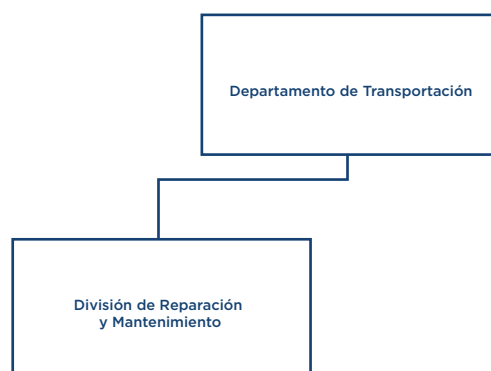 Departamento de Transportación
División de Reparación
y Mantenimiento